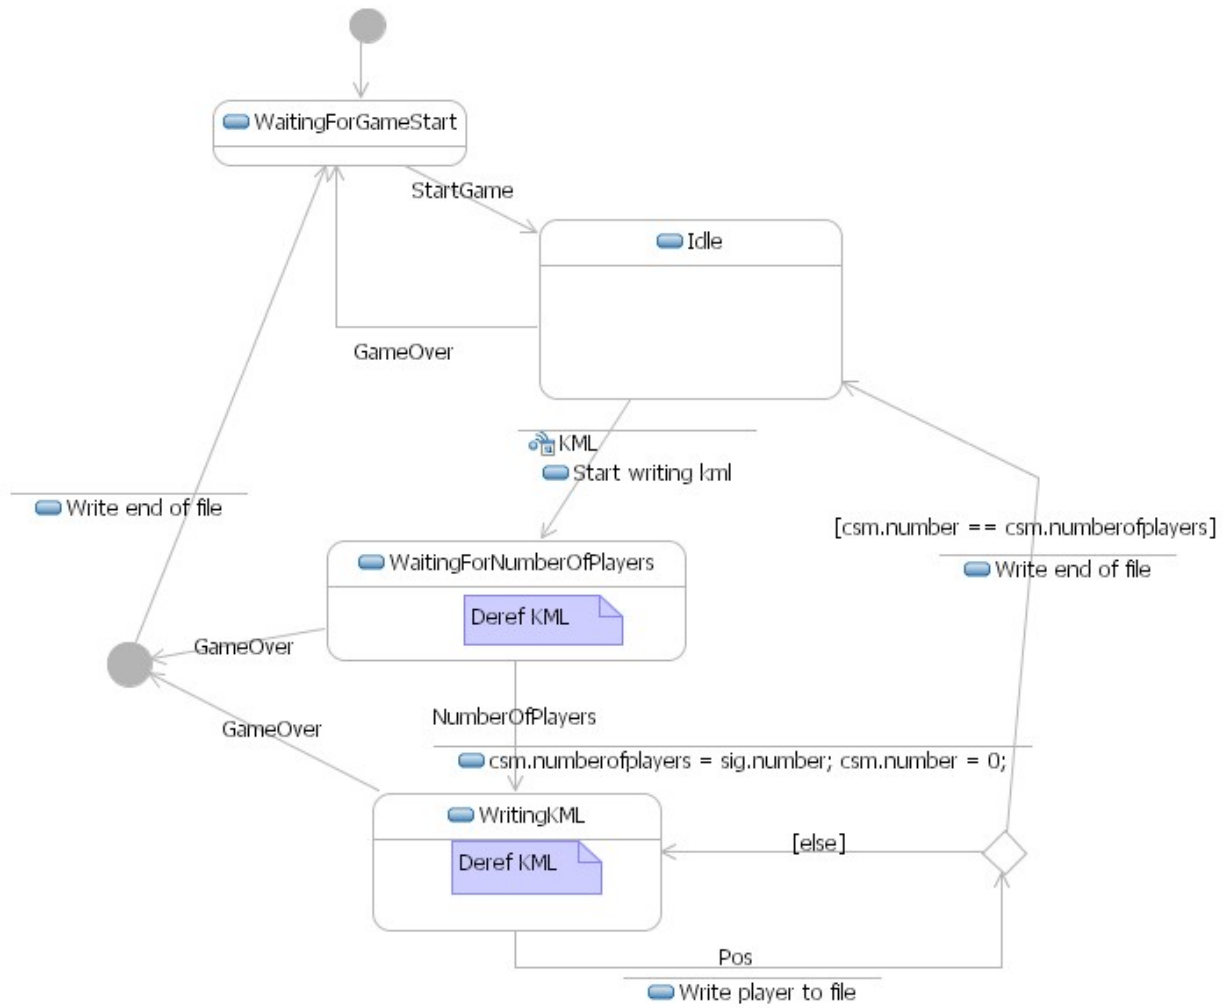 WaitingForGameStart
StartGame
Idle
GameOver
KML
Start writing kml
Write end of file
[csm.number == csm.numberofplayers]
Write end of file
WaitingForNumberOfPlayers
Deref KML
GameOver
NumberOfPlayers
GameOver
csm.numberofplayers = sig.number; csm.number = 0;
WritingKML
[else]
Deref KML
Pos
Write player to file